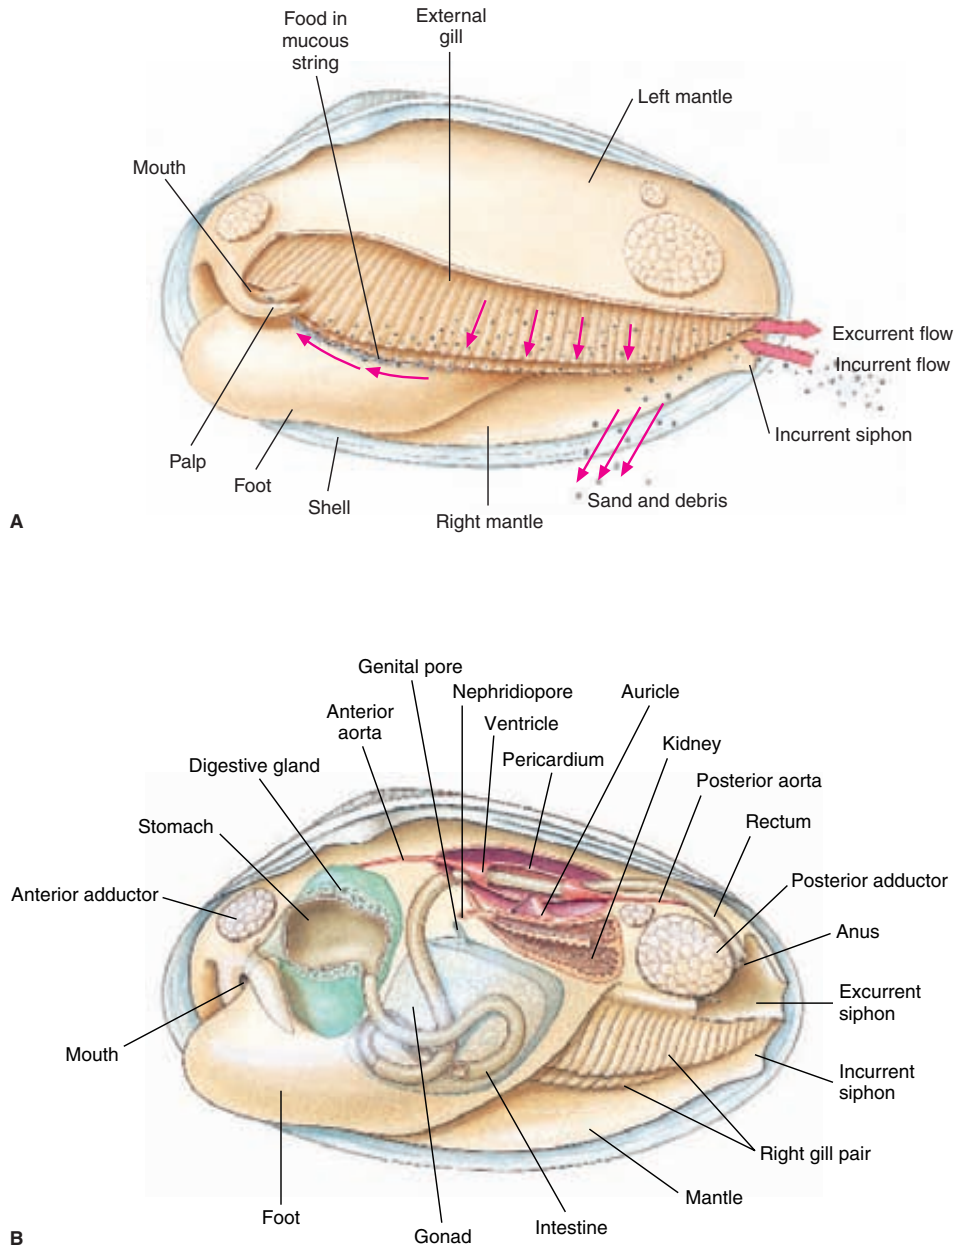 Food in
mucous
string
External
gill
Left mantle
Mouth
Excurrent flow
Incurrent flow
Incurrent siphon
Palp
Foot
Shell
Right mantle
Sand and debris
A
Genital pore
Nephridiopore
Auricle
Anterior
aorta
Ventricle
Kidney
Digestive gland
Pericardium
Posterior aorta
Stomach
Rectum
Anterior adductor
Posterior adductor
Anus
Excurrent
siphon
Mouth
Incurrent
siphon
Right gill pair
Mantle
Foot
Gonad
Intestine
B